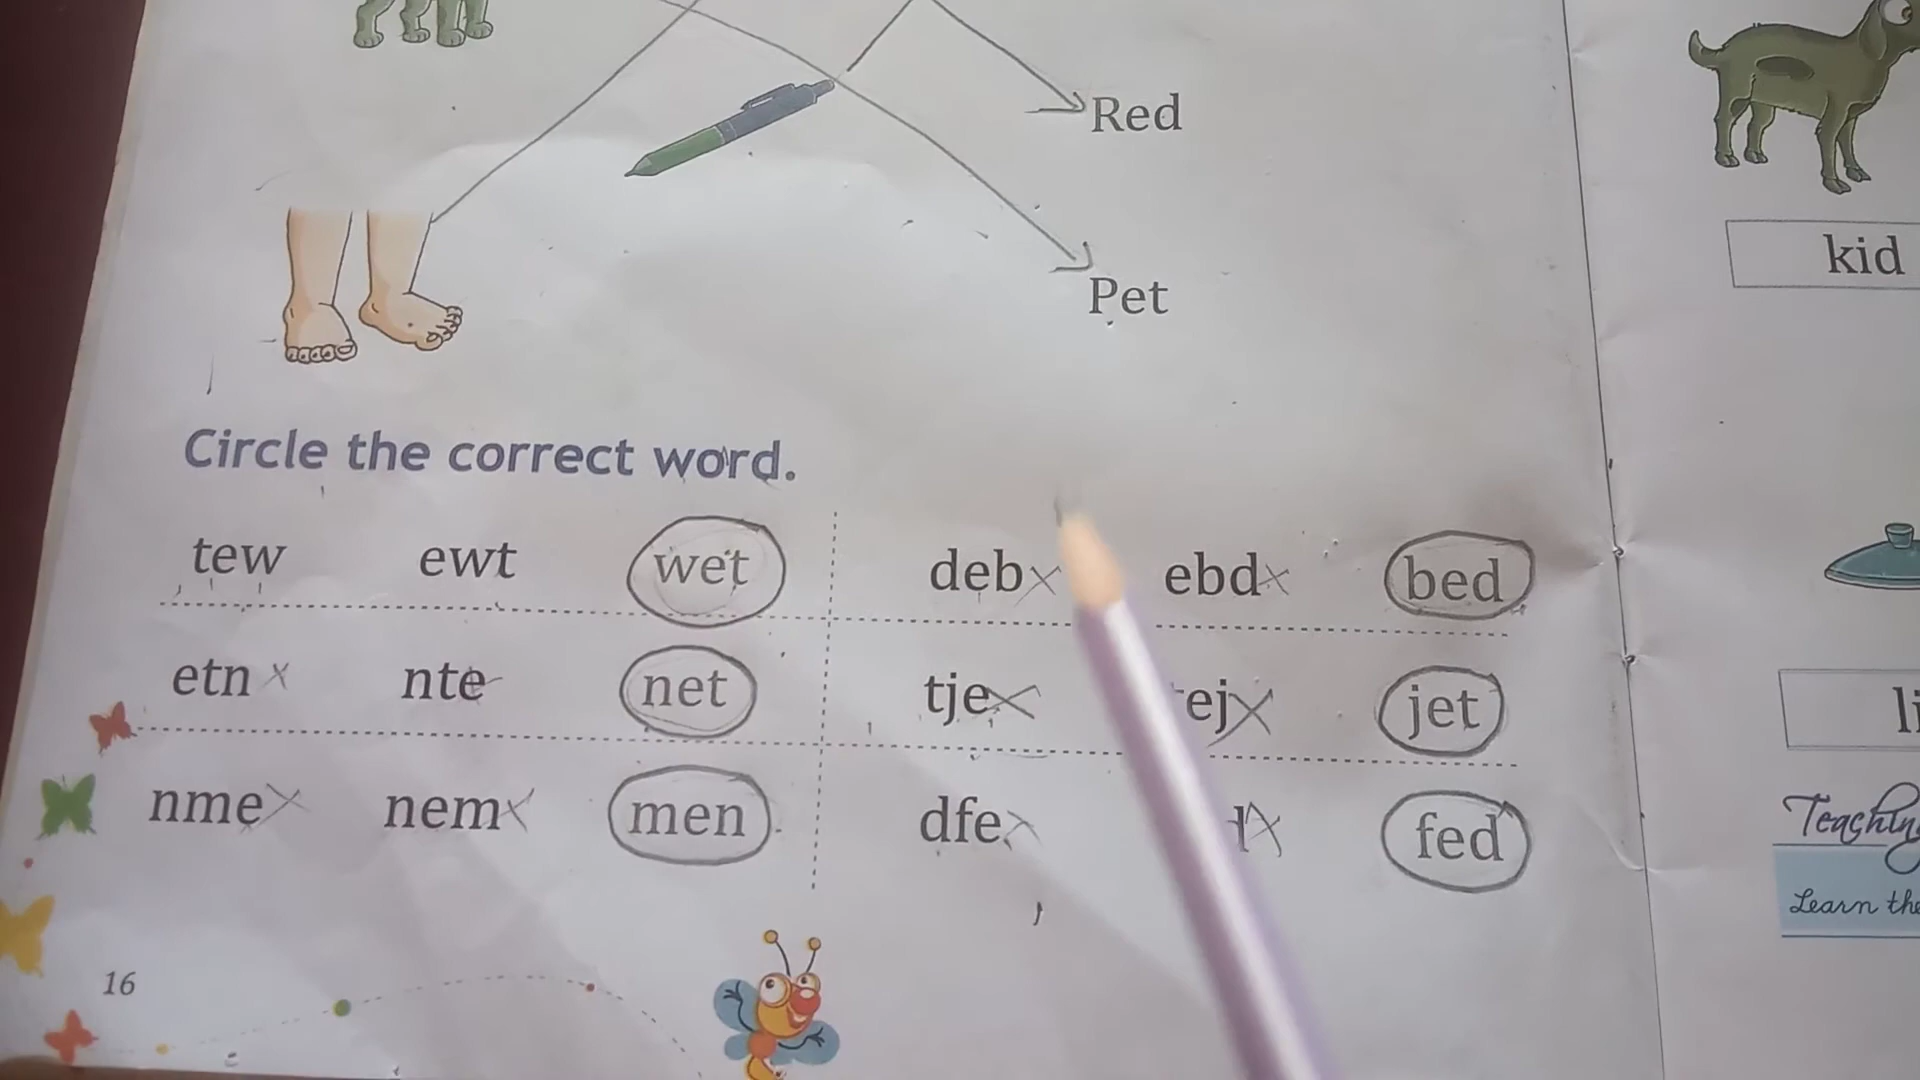 Red
Pet
Circle the correct word.
tew ewt wet deb ebd bed
etn nte net tje ej jet
nme nem men dfe fed
16
kid
Teaching
Learn the